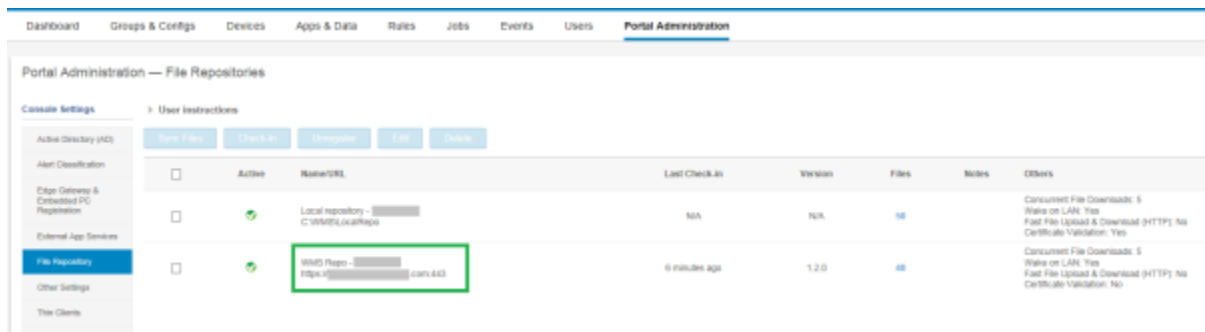 Dashboard Groups & Configs Devices Apps & Data Rules Jobs Events Users Portal Administration
Portal Administration — File Repositories
Console Settings
> User instructions
Active Directory (AD)
Sync Files Check-In Unregister Edit Delete
Alert Classification
Active Name/URL Last Check-in Version Files Notes Others
Edge Gateway &
Embedded PC
Registration
External App Services
File Repository
Other Settings
Thin Clients
Local repository -
C:\WMS\LocalRepo
N/A N/A 50
Concurrent File Downloads: 5
Wake on LAN: Yes
Fast File Upload & Download (HTTP): No
Certificate Validation: Yes
WMS Repo -
https:// .com:443
6 minutes ago 1.2.0 48
Concurrent File Downloads: 5
Wake on LAN: Yes
Fast File Upload & Download (HTTP): No
Certificate Validation: No